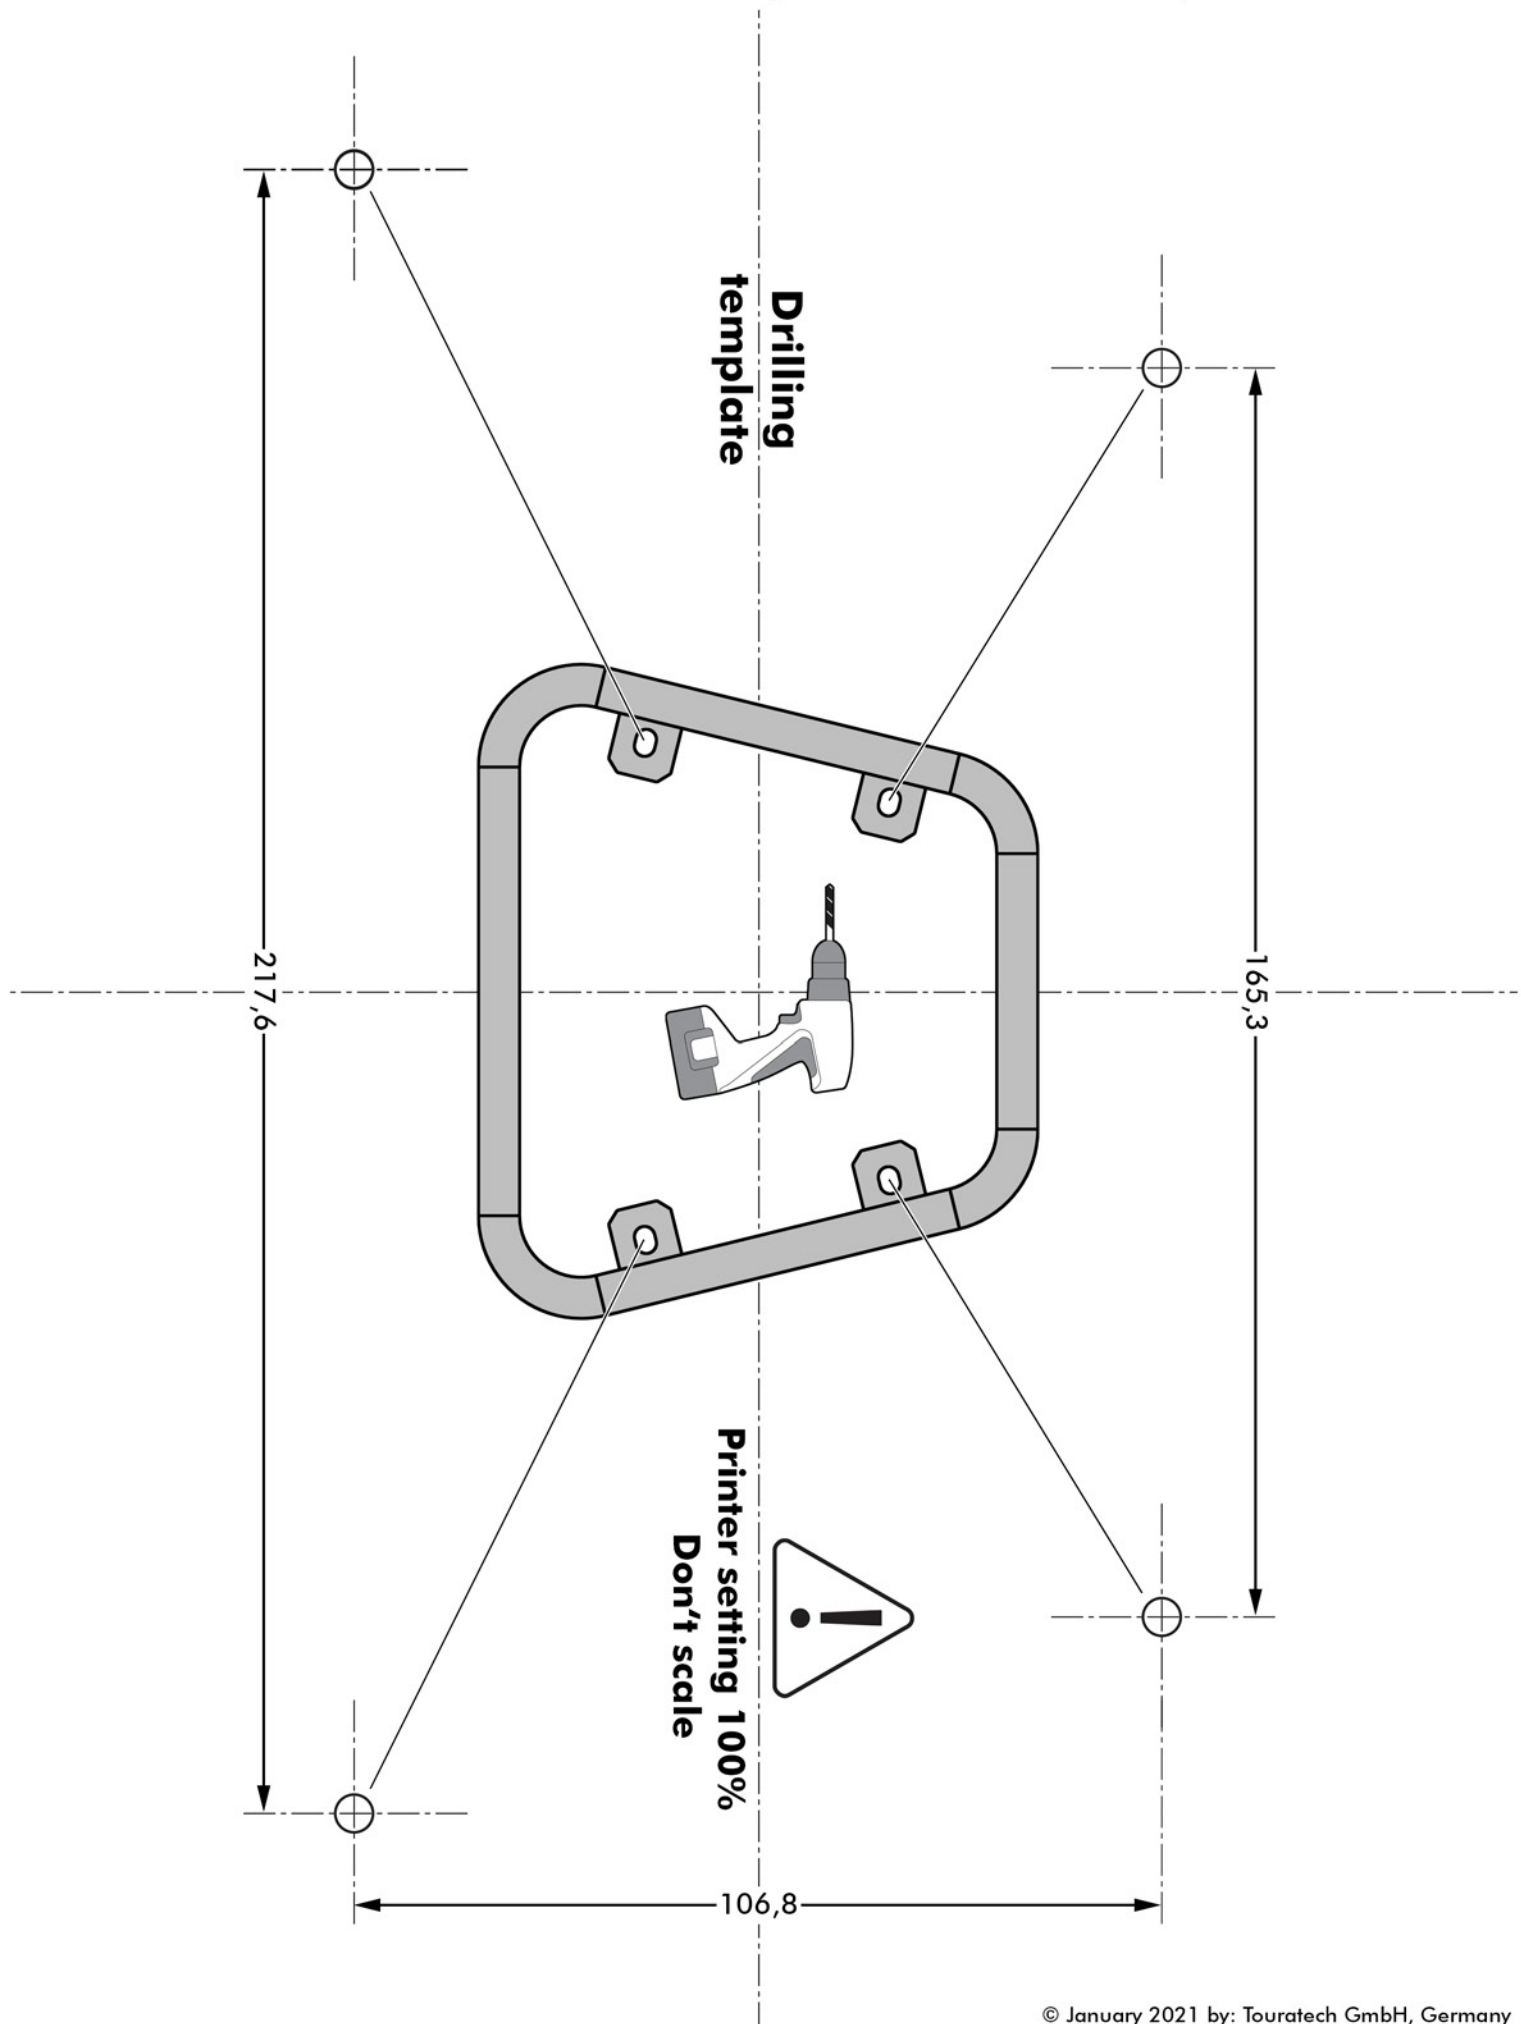 Drilling
template
217,6
165,3
Printer setting 100%
Don't scale
106,8
© January 2021 by: Touratech GmbH, Germany